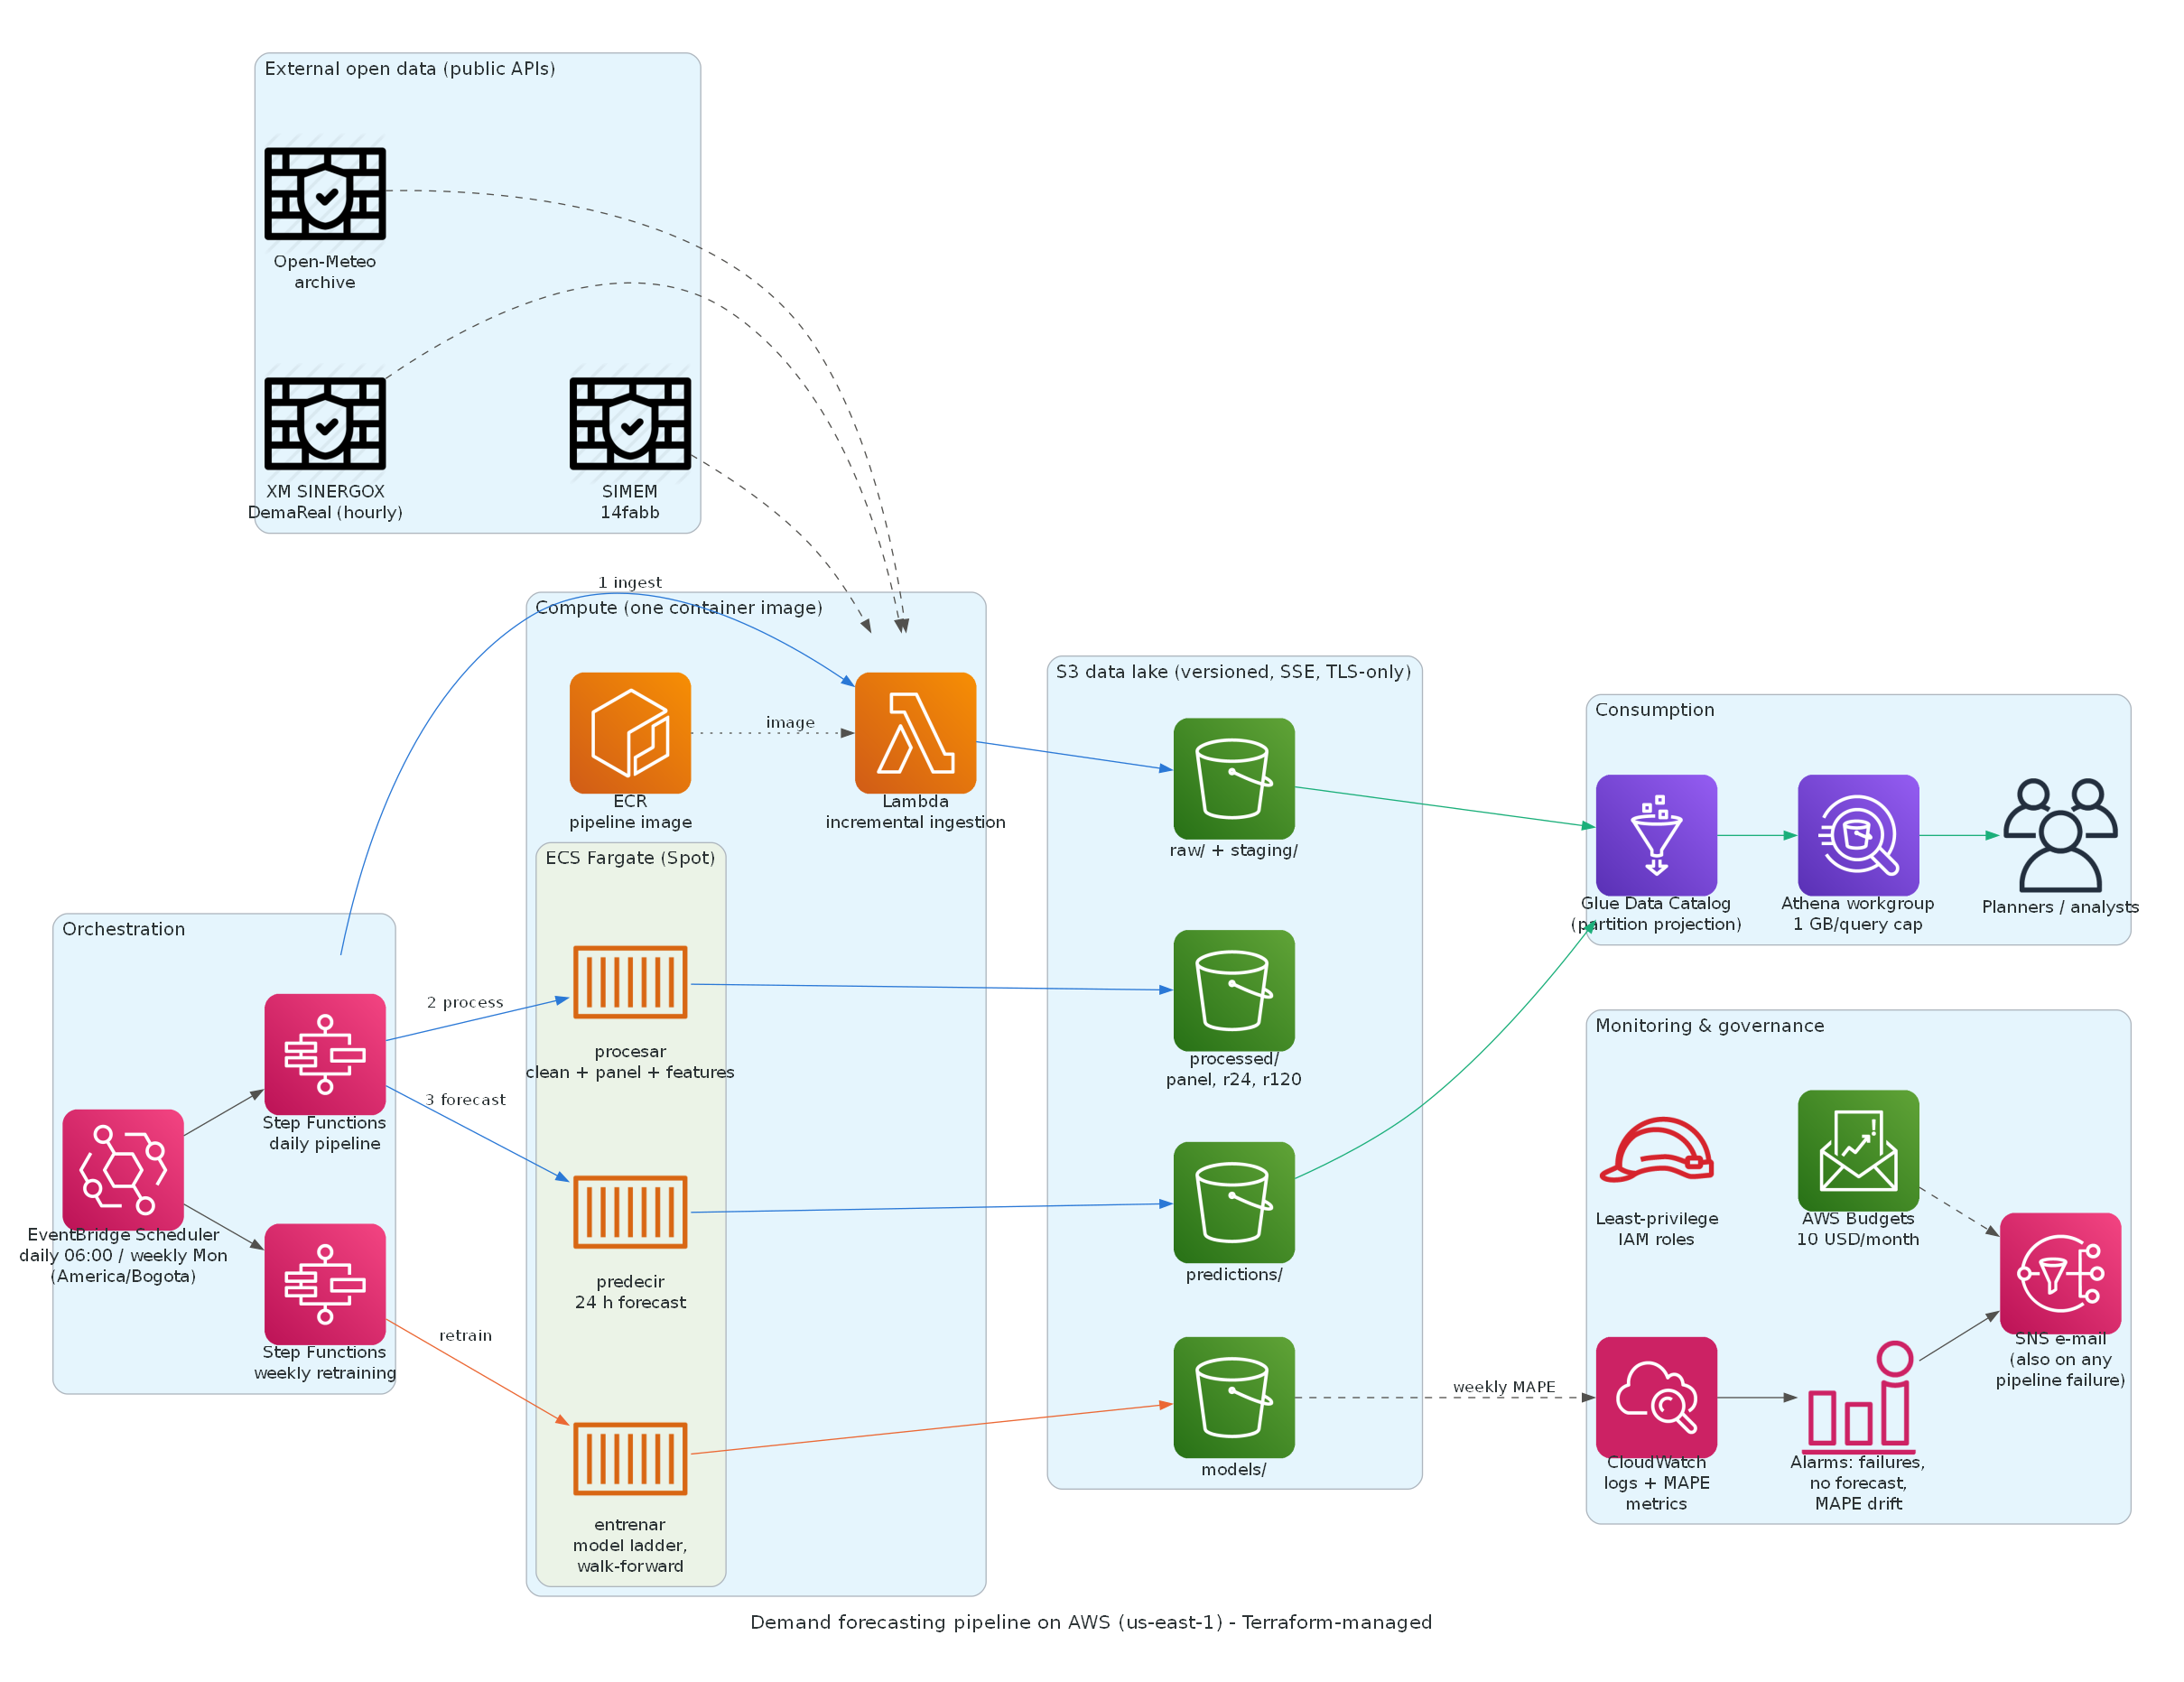 External open data (public APIs)
Open-Meteo
archive
XM SINERGOX
DemaReal (hourly)
SIMEM
14fabb
1 ingest
Compute (one container image)
image
ECR
pipeline image
Lambda
incremental ingestion
ECS Fargate (Spot)
procesar
clean + panel + features
predecir
24 h forecast
entrenar
model ladder,
walk-forward
Orchestration
2 process
3 forecast
retrain
Step Functions
daily pipeline
EventBridge Scheduler
daily 06:00 / weekly Mon
(America/Bogota)
Step Functions
weekly retraining
S3 data lake (versioned, SSE, TLS-only)
raw/ + staging/
processed/
panel, r24, r120
predictions/
models/
weekly MAPE
Consumption
Glue Data Catalog
(partition projection)
Athena workgroup
1 GB/query cap
Planners / analysts
Monitoring & governance
Least-privilege
IAM roles
AWS Budgets
10 USD/month
SNS e-mail
(also on any
pipeline failure)
CloudWatch
logs + MAPE
metrics
Alarms: failures,
no forecast,
MAPE drift
Demand forecasting pipeline on AWS (us-east-1) - Terraform-managed